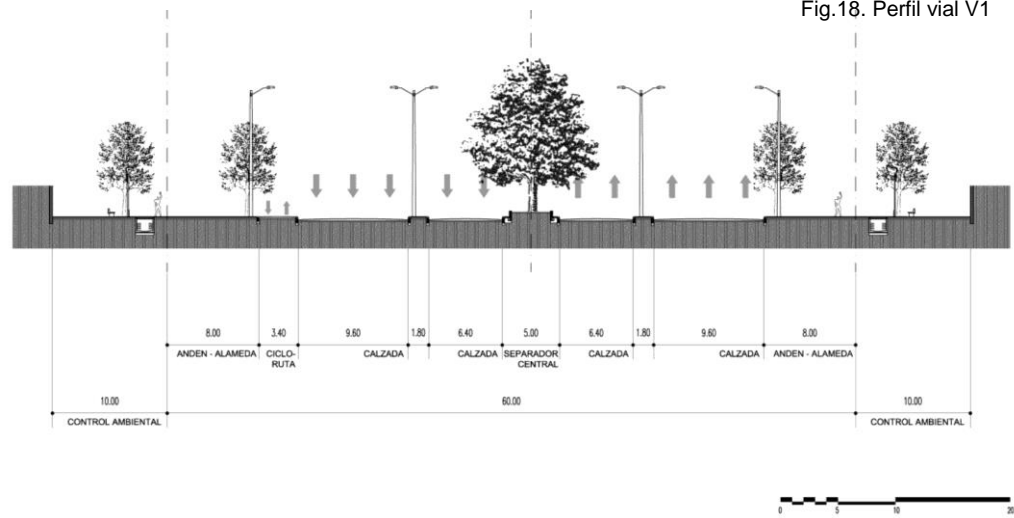 Fig.18. Perfil vial V1
8.00 3.40 9.60 1.80 6.40 5.00 6.40 1.80 9.60 8.00
ANDEN - ALAMEDA CICLO- CALZADA CALZADA SEPARADOR CALZADA CALZADA ANDEN - ALAMEDA
RUTA CENTRAL
10.00 60.00 10.00
CONTROL AMBIENTAL CONTROL AMBIENTAL
0 5 10 20